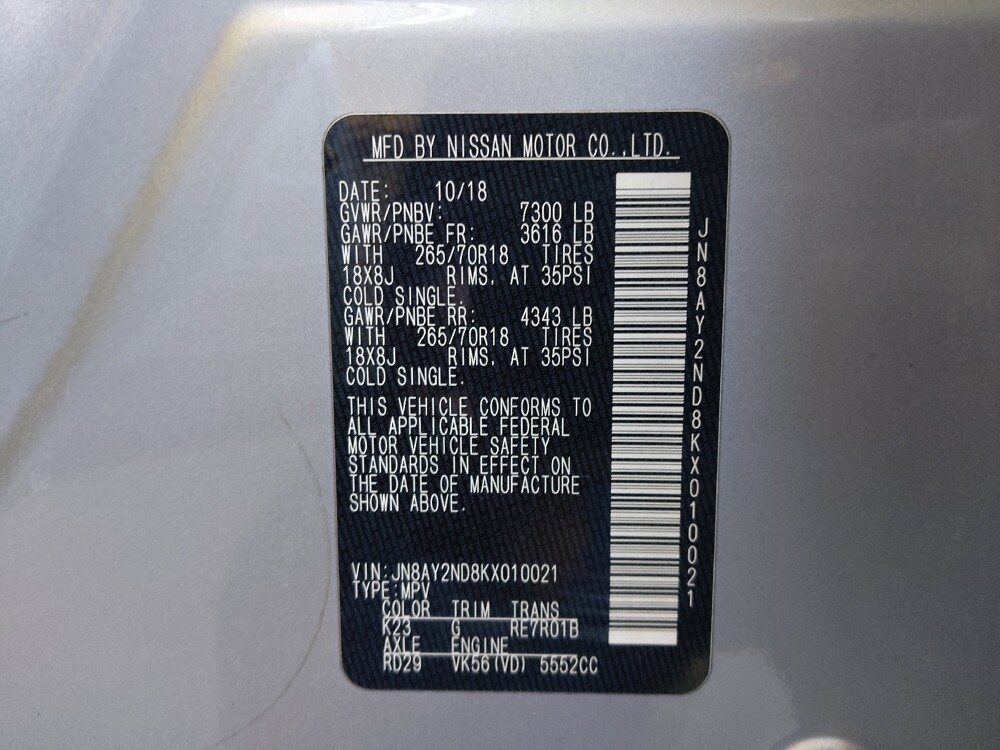 MFD BY NISSAN MOTOR CO.,LTD.
DATE: 10/18
GVWR/PNBV: 7300 LB
GAWR/PNBE FR: 3616 LB
WITH 265/70R18 TIRES
18X8J RIMS. AT 35PSI
COLD SINGLE.
GAWR/PNBE RR: 4343 LB
WITH 265/70R18 TIRES
18X8J RIMS. AT 35PSI
COLD SINGLE.
THIS VEHICLE CONFORMS TO
ALL APPLICABLE FEDERAL
MOTOR VEHICLE SAFETY
STANDARDS IN EFFECT ON
THE DATE OF MANUFACTURE
SHOWN ABOVE.
VIN:JN8AY2ND8KX010021
TYPE:MPV
COLOR TRIM TRANS
K23 G RE7R01B
AXLE ENGINE
RD29 VK56(VD) 5552CC
JN8AY2ND8KX010021